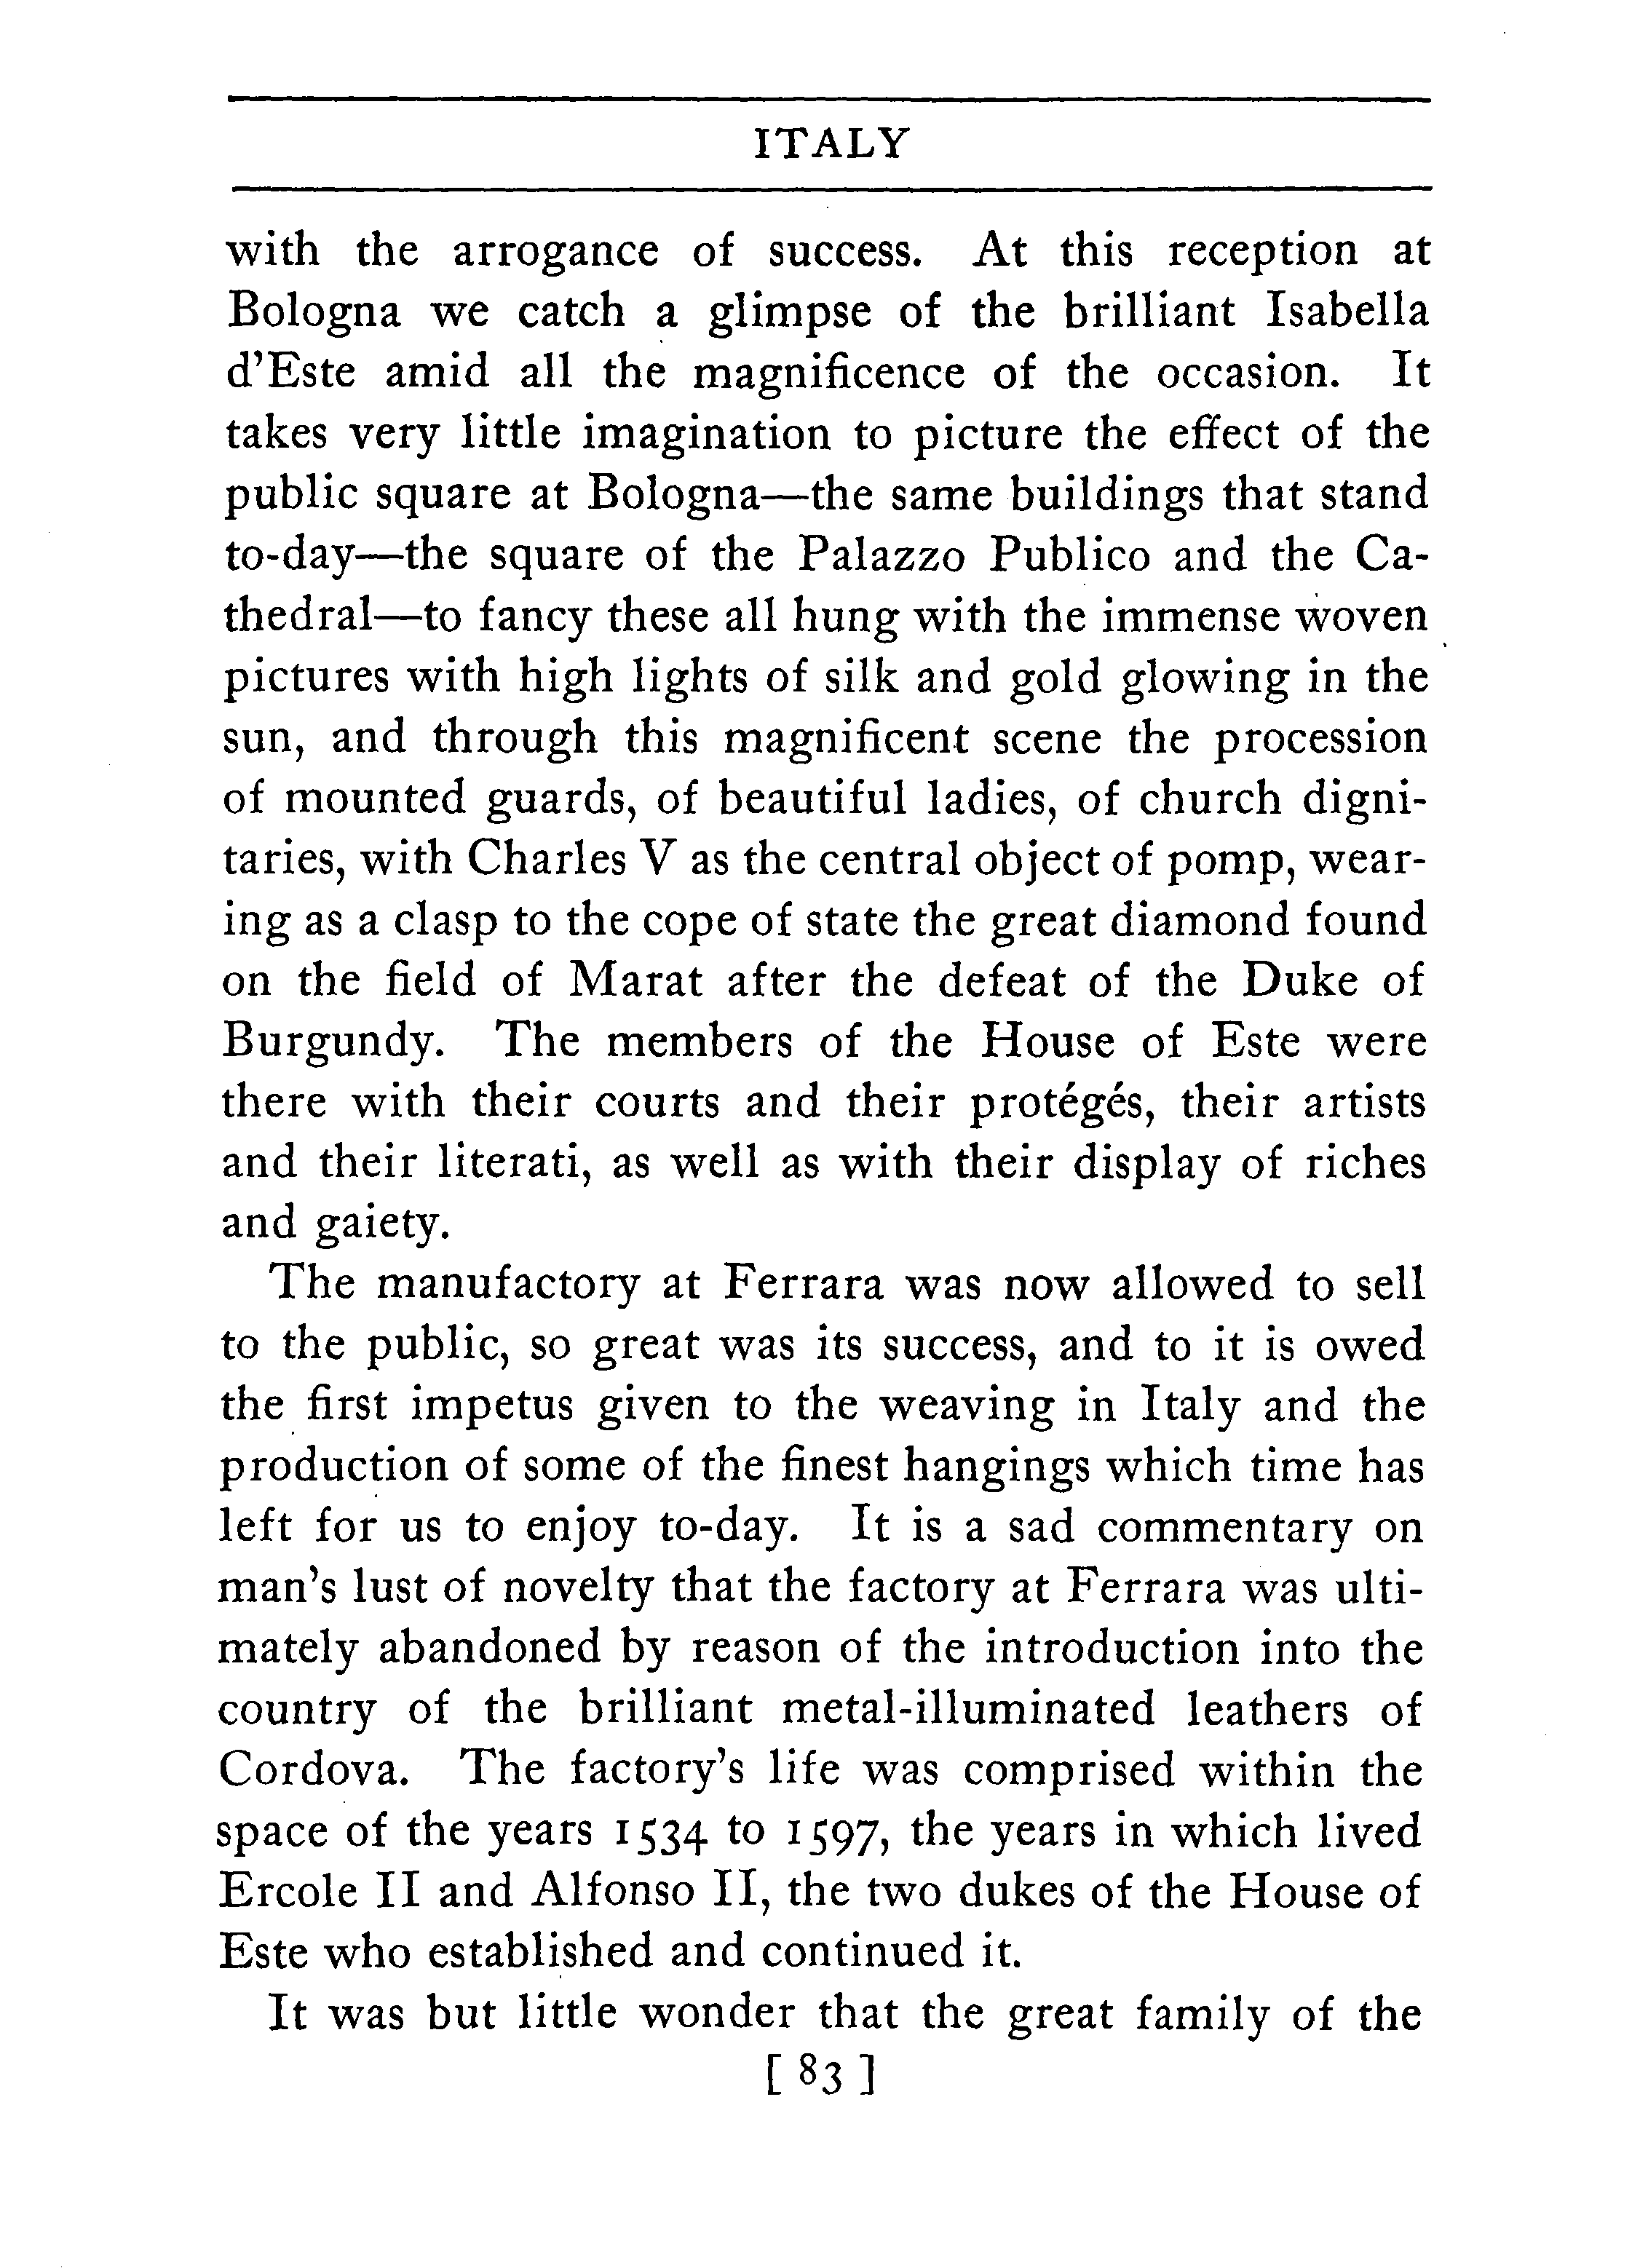 ITALY
with the arrogance of success. At this reception at
Bologna we catch a glimpse of the brilliant Isabella
d'Este amid all the magnificence of the occasion. It
takes very little imagination to picture the effect of the
public square at Bologna—the same buildings that stand
to-day—the square of the Palazzo Publico and the Ca-
thedral—to fancy these all hung with the immense woven
pictures with high lights of silk and gold glowing in the
sun, and through this magnificent scene the procession
of mounted guards, of beautiful ladies, of church digni-
taries, with Charles V as the central object of pomp, wear-
ing as a clasp to the cope of state the great diamond found
on the field of Marat after the defeat of the Duke of
Burgundy. The members of the House of Este were
there with their courts and their protégés, their artists
and their literati, as well as with their display of riches
and gaiety.
The manufactory at Ferrara was now allowed to sell
to the public, so great was its success, and to it is owed
the first impetus given to the weaving in Italy and the
production of some of the finest hangings which time has
left for us to enjoy to-day. It is a sad commentary on
man's lust of novelty that the factory at Ferrara was ulti-
mately abandoned by reason of the introduction into the
country of the brilliant metal-illuminated leathers of
Cordova. The factory's life was comprised within the
space of the years 1534 to 1597, the years in which lived
Ercole II and Alfonso II, the two dukes of the House of
Este who established and continued it.
It was but little wonder that the great family of the
[ 83 ]